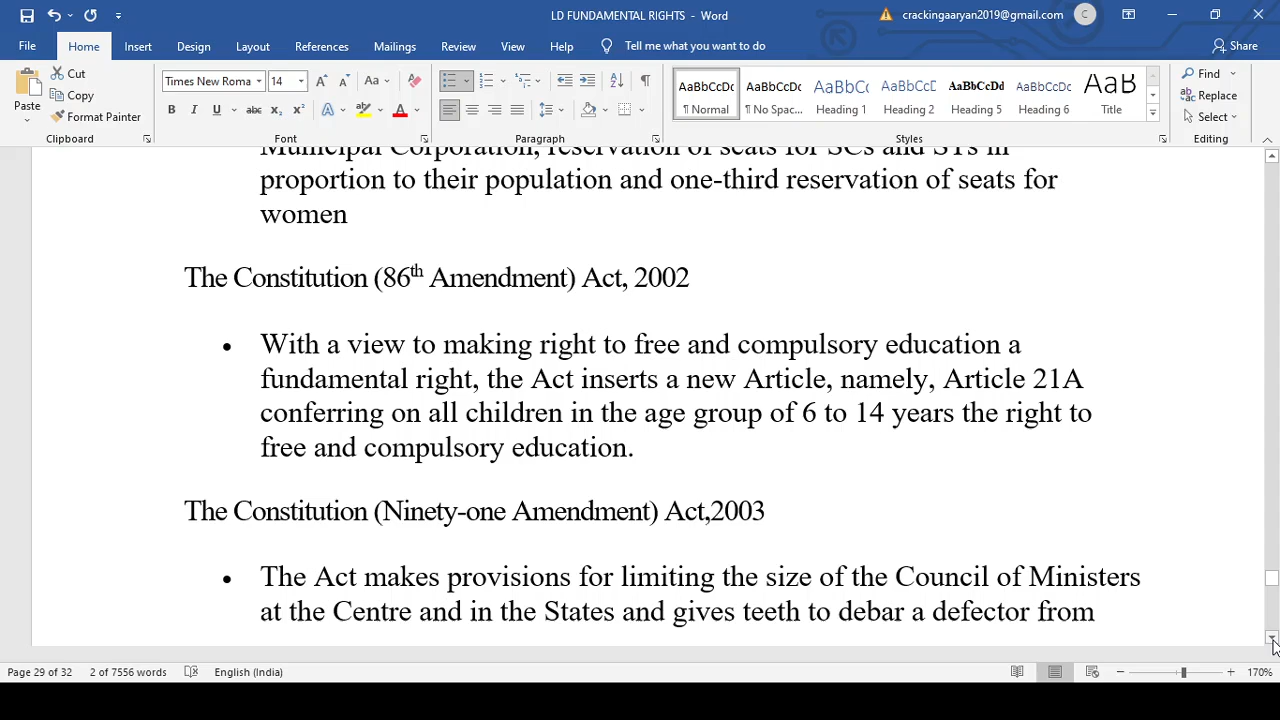 LD FUNDAMENTAL RIGHTS - Word
crackingaaryan2019@gmail.com
C
File Home Insert Design Layout References Mailings Review View Help Tell me what you want to do Share
Paste
Cut
Copy
Format Painter
Clipboard
Times New Roma 14
Font
Paragraph
AaBbCcDc AaBbCcDc AaBbCc AaBbCcD AaBbCcDd AaBbCcDc AaB
¶ Normal ¶ No Spac... Heading 1 Heading 2 Heading 5 Heading 6 Title
Styles
Find
Replace
Select
Editing
Municipal Corporation, reservation of seats for SCs and STs in
proportion to their population and one-third reservation of seats for
women
The Constitution (86th Amendment) Act, 2002
• With a view to making right to free and compulsory education a
fundamental right, the Act inserts a new Article, namely, Article 21A
conferring on all children in the age group of 6 to 14 years the right to
free and compulsory education.
The Constitution (Ninety-one Amendment) Act,2003
• The Act makes provisions for limiting the size of the Council of Ministers
at the Centre and in the States and gives teeth to debar a defector from
Page 29 of 32 2 of 7556 words English (India) 170%